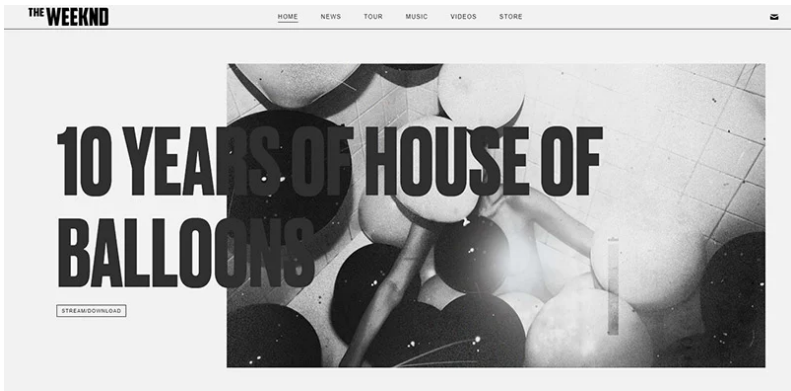 THE WEEKND
HOME NEWS TOUR MUSIC VIDEOS STORE
10 YEARS OF HOUSE OF
BALLOONS
STREAM/DOWNLOAD